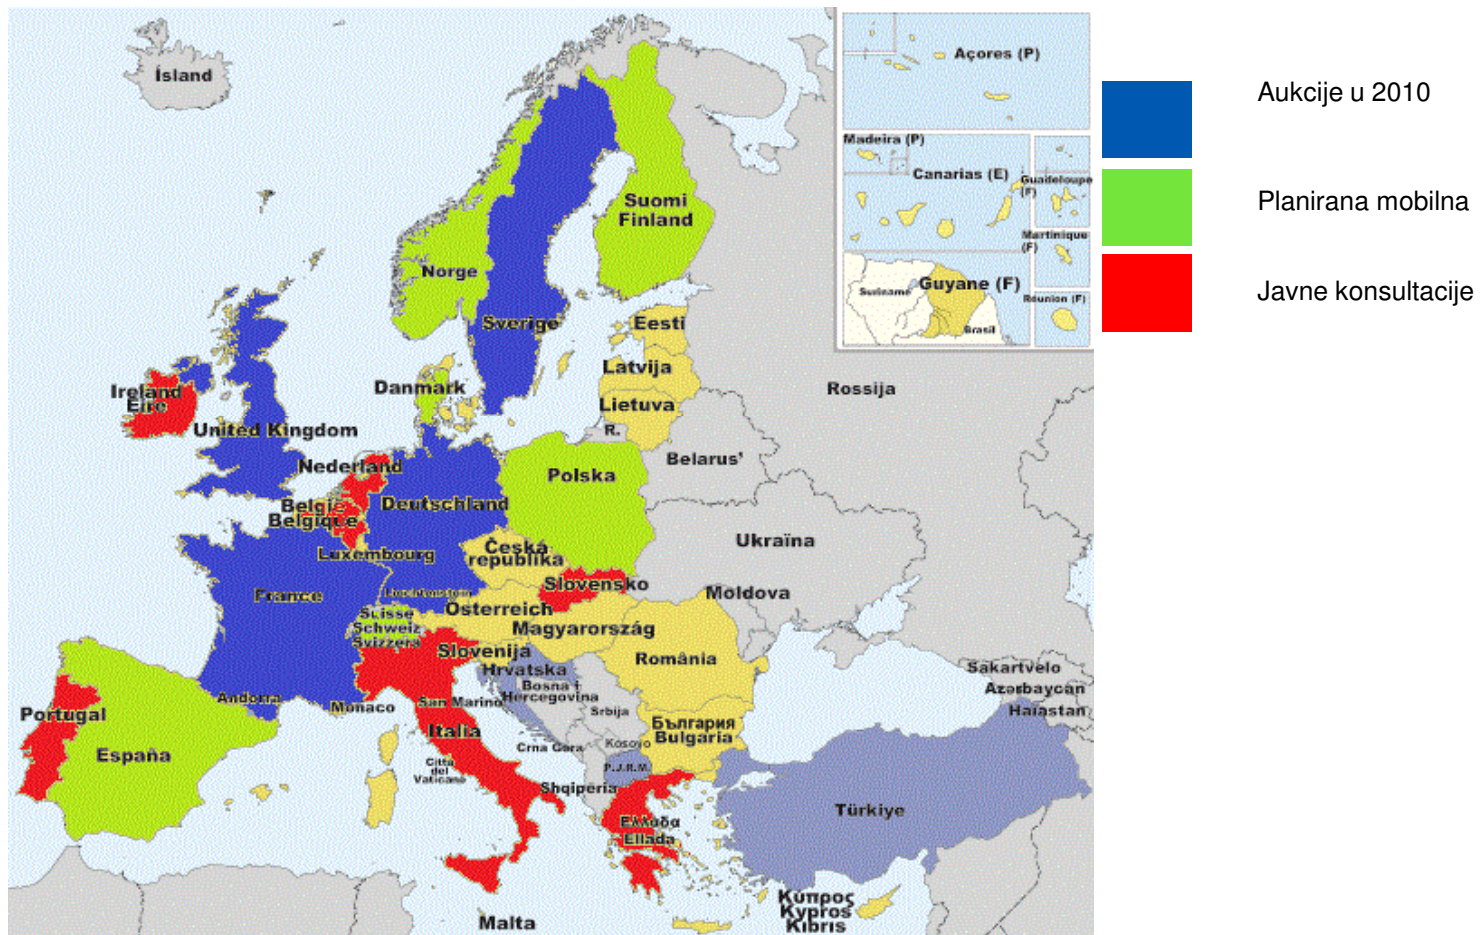 Ísland
Açores (P)
Madeira (P)
Canarias (E)
Guadeloupe
(F)
Martinique
(F)
Guyane (F)
Suriname
Réunion (F)
Brasil
Aukcije u 2010
Planirana mobilna
Javne konsultacije
Suomi
Finland
Norge
Sverige
Eesti
Latvija
Lietuva
R.
Danmark
Rossija
Belarus'
Ireland
Éire
United Kingdom
Nederland
België
Belgique
Deutschland
Polska
Luxembourg
Česká
republika
Ukraïna
Slovensko
Moldova
France
Liechtenstein
Österreich
Suisse
Schweiz
Svizzera
Magyarország
Slovenija
România
Hrvatska
Bosna i
Hercegovina
Andorra
Monaco
San Marino
Srbija
Portugal
España
Italia
Città
del
Vaticano
Crna Gora
Kosovo
България
Bulgaria
P.J.R.M.
Shqipëria
Sakartvelo
Azərbaycan
Haïastan
Ελλάδα
Ellada
Türkiye
Malta
Κύπρος
Kýpros
Kıbrıs